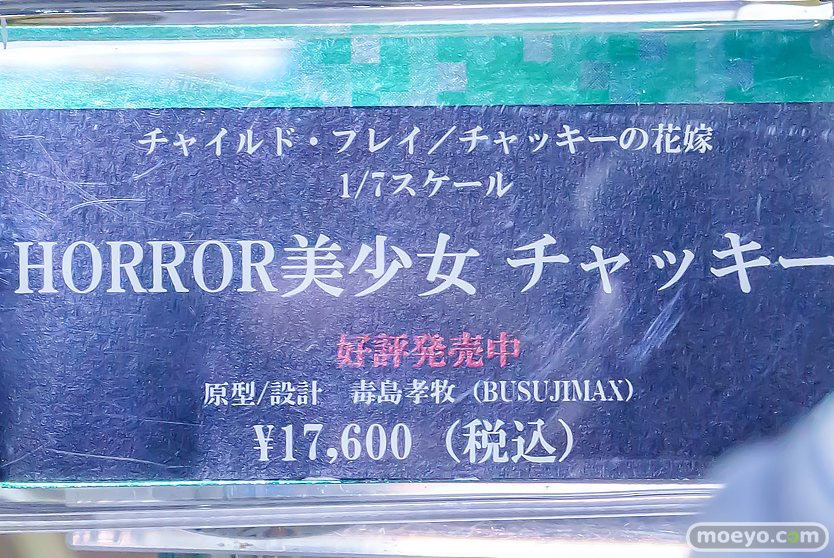 チャイルド・プレイ／チャッキーの花嫁
1/7スケール
HORROR美少女 チャッキー
好評発売中
原型/設計　毒島孝牧（BUSUJIMAX）
¥17,600（税込）
moeyo.com